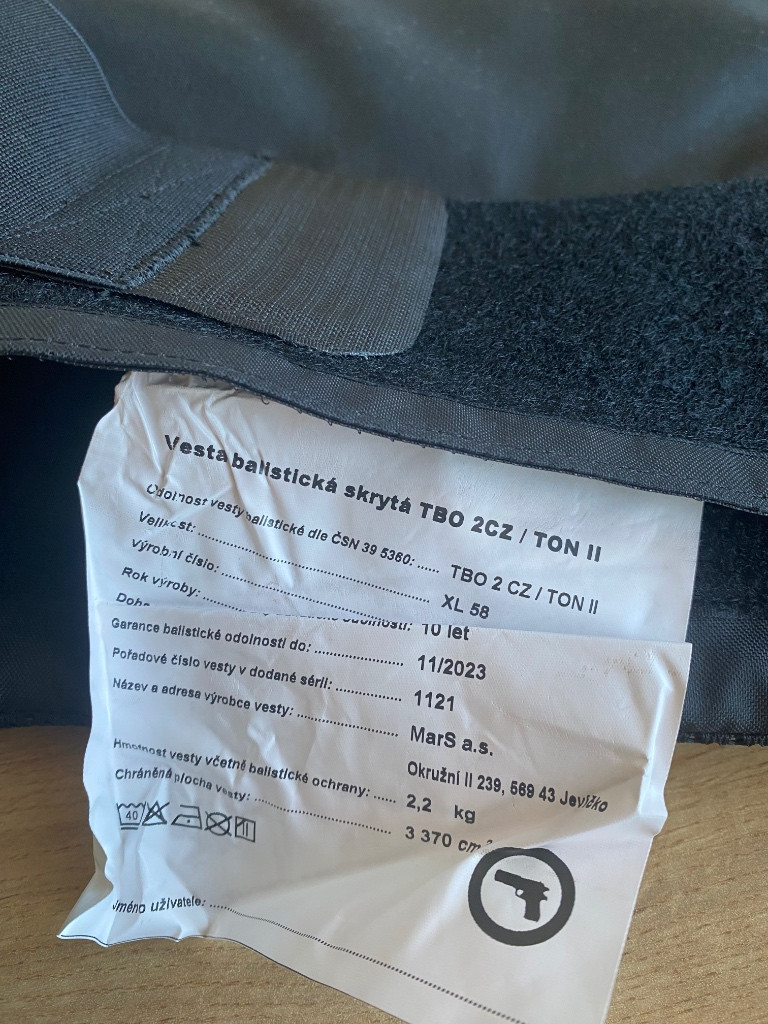 Vesta balistická skrytá TBO 2CZ / TON II
Odolnost vesty balistické dle ČSN 39 5360: ...... TBO 2 CZ / TON II
Velikost: ........................................ XL 58
Výrobní číslo: ........................................
Rok výroby: ........................................
10 let
Garance balistické odolnosti do: ...................... 11/2023
Pořadové číslo vesty v dodané sérii: ................ 1121
Název a adresa výrobce vesty: ........................ MarS a.s.
Okružní II 239, 569 43 Jevíčko
Hmotnost vesty včetně balistické ochrany: ...... 2,2 kg
Chráněná plocha vesty: ................................ 3 370 cm²
40
Jméno uživatele: ........................................